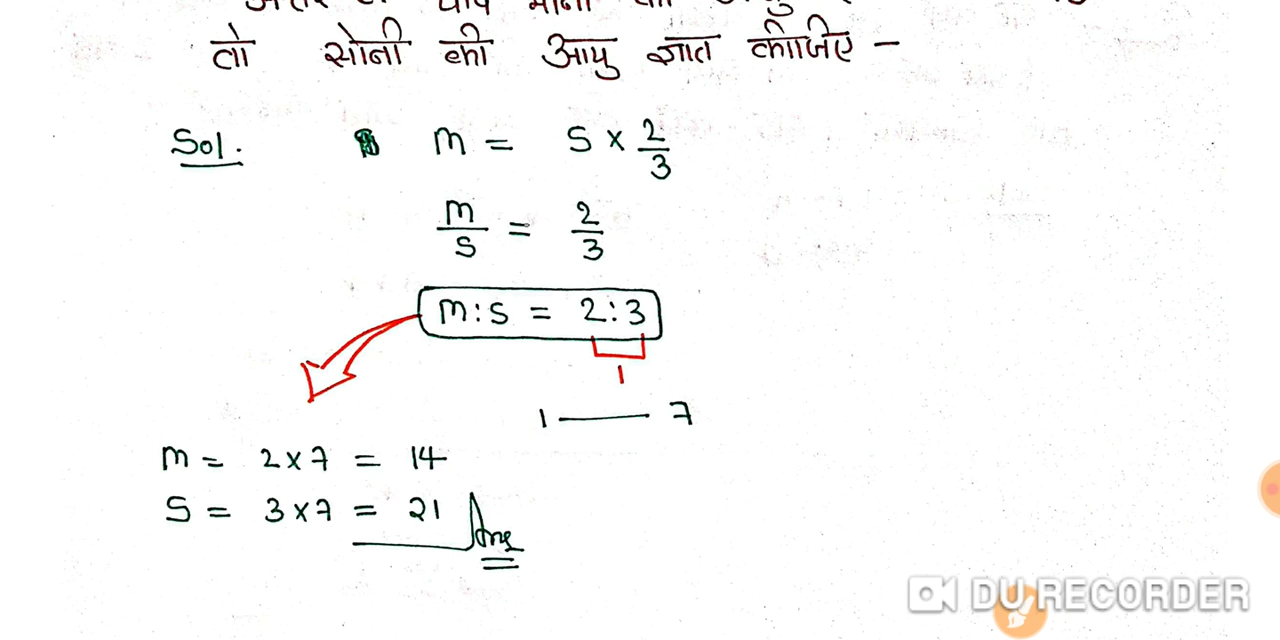 तो सोनी की आयु ज्ञात कीजिए -
Sol. m = S × 2/3
m/s = 2/3
m:s = 2:3
1
1 —— 7
m = 2×7 = 14
S = 3×7 = 21 Ans
DU RECORDER